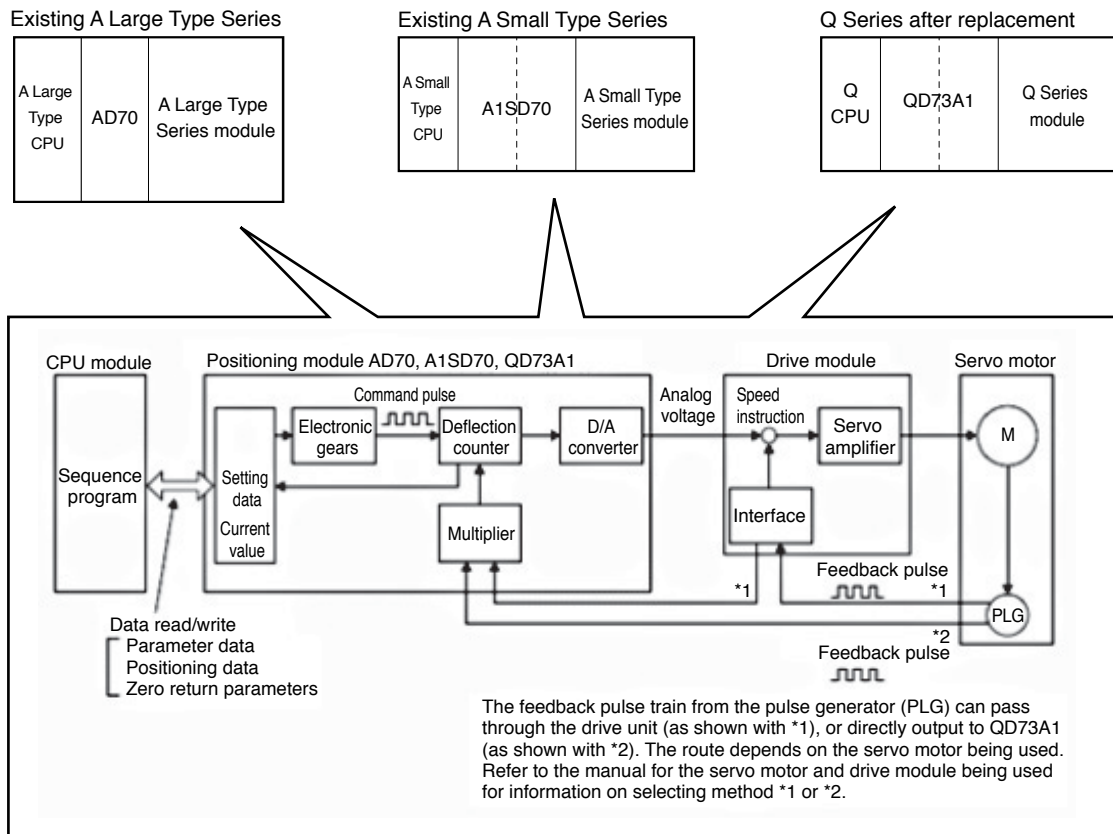 Existing A Large Type Series
A Large
Type
CPU
AD70
A Large Type
Series module
Existing A Small Type Series
A Small
Type
CPU
A1SD70
A Small Type
Series module
Q Series after replacement
Q
CPU
QD73A1
Q Series
module
CPU module
Sequence
program
Positioning module AD70, A1SD70, QD73A1
Setting
data
Current
value
Electronic
gears
Command pulse
Deflection
counter
D/A
converter
Multiplier
Analog
voltage
Drive module
Speed
instruction
Servo
amplifier
Interface
Servo motor
M
PLG
*1
Feedback pulse
*1
*2
Feedback pulse
Data read/write
Parameter data
Positioning data
Zero return parameters
The feedback pulse train from the pulse generator (PLG) can pass
through the drive unit (as shown with *1), or directly output to QD73A1
(as shown with *2). The route depends on the servo motor being used.
Refer to the manual for the servo motor and drive module being used
for information on selecting method *1 or *2.